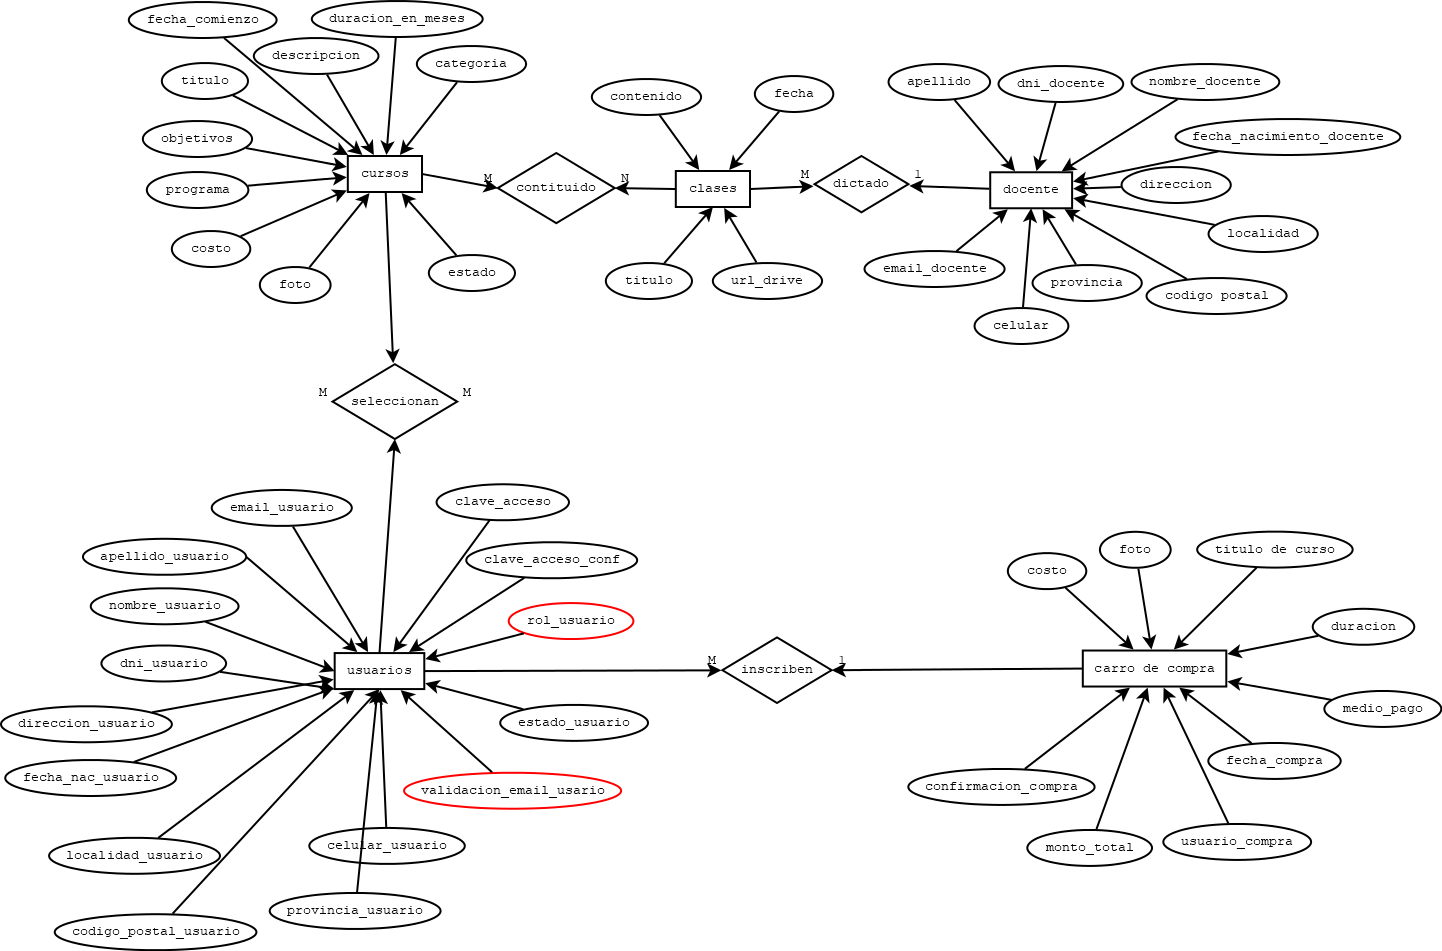 fecha_comienzo
duracion_en_meses
descripcion
categoria
titulo
objetivos
programa
costo
foto
estado
cursos
M
contituido
N
contenido
fecha
clases
titulo
url_drive
M
dictado
1
apellido
dni_docente
nombre_docente
fecha_nacimiento_docente
direccion
docente
localidad
email_docente
provincia
codigo postal
celular
M
seleccionan
M
email_usuario
clave_acceso
apellido_usuario
clave_acceso_conf
nombre_usuario
rol_usuario
dni_usuario
usuarios
direccion_usuario
estado_usuario
fecha_nac_usuario
validacion_email_usario
localidad_usuario
celular_usuario
provincia_usuario
codigo_postal_usuario
M
inscriben
1
costo
foto
titulo de curso
duracion
carro de compra
medio_pago
fecha_compra
confirmacion_compra
usuario_compra
monto_total